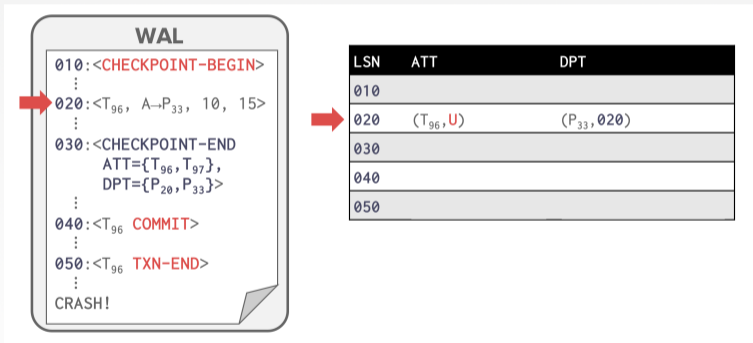 WAL
010:<CHECKPOINT-BEGIN>
⋮
020:<T₉₆, A→P₃₃, 10, 15>
⋮
030:<CHECKPOINT-END
ATT={T₉₆,T₉₇},
DPT={P₂₀,P₃₃}>
⋮
040:<T₉₆ COMMIT>
⋮
050:<T₉₆ TXN-END>
⋮
CRASH!
LSN ATT DPT
010
020 (T₉₆,U) (P₃₃,020)
030
040
050